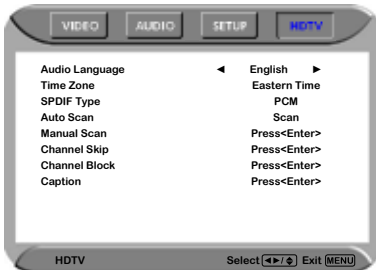 VIDEO AUDIO SETUP HDTV
Audio Language ◄ English ►
Time Zone Eastern Time
SPDIF Type PCM
Auto Scan Scan
Manual Scan Press<Enter>
Channel Skip Press<Enter>
Channel Block Press<Enter>
Caption Press<Enter>
HDTV Select ◄►/◆ Exit MENU